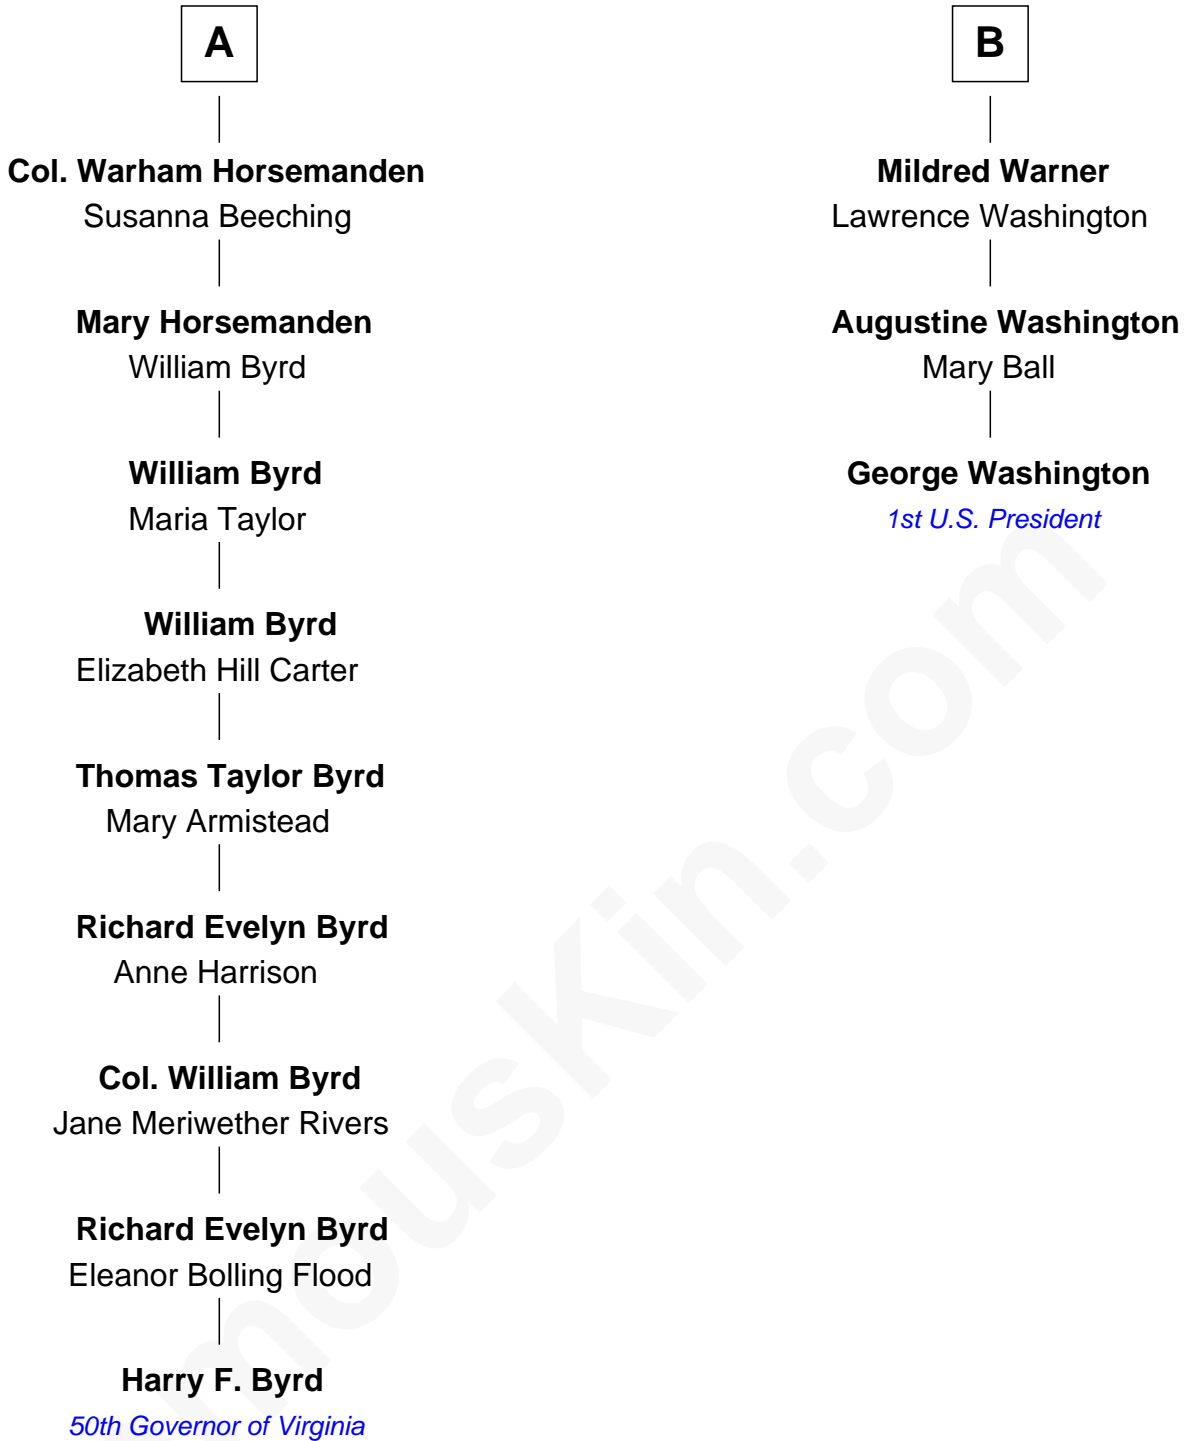 A
Col. Warham Horsemanden
Susanna Beeching
Mary Horsemanden
William Byrd
William Byrd
Maria Taylor
William Byrd
Elizabeth Hill Carter
Thomas Taylor Byrd
Mary Armistead
Richard Evelyn Byrd
Anne Harrison
Col. William Byrd
Jane Meriwether Rivers
Richard Evelyn Byrd
Eleanor Bolling Flood
Harry F. Byrd
50th Governor of Virginia
B
Mildred Warner
Lawrence Washington
Augustine Washington
Mary Ball
George Washington
1st U.S. President
mouskin.com